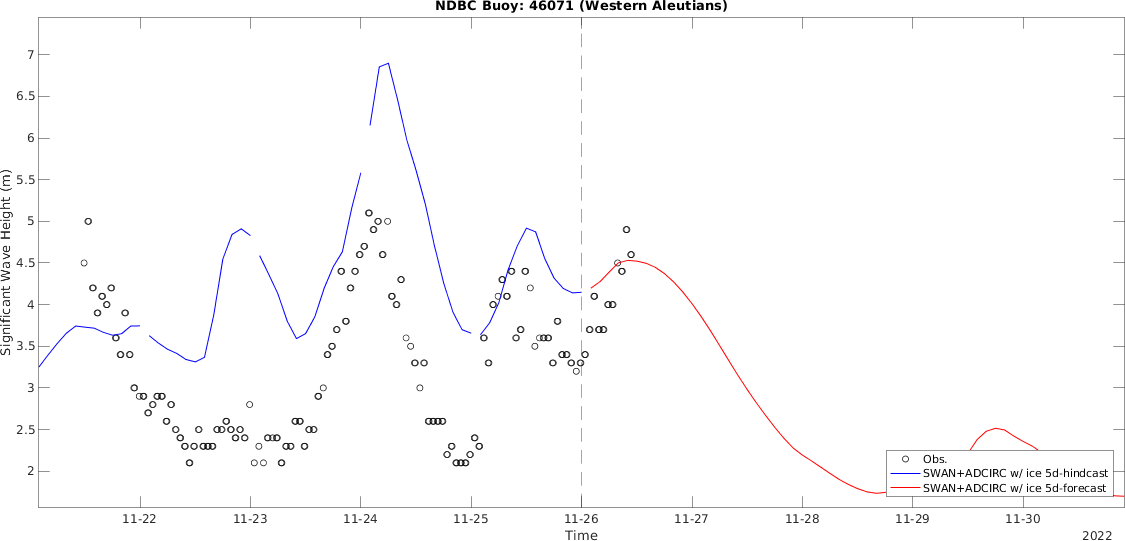 NDBC Buoy: 46071 (Western Aleutians)
Significant Wave Height (m)
7
6.5
6
5.5
5
4.5
4
3.5
3
2.5
2
Obs.
SWAN+ADCIRC w/ ice 5d-hindcast
SWAN+ADCIRC w/ ice 5d-forecast
11-22 11-23 11-24 11-25 11-26 11-27 11-28 11-29 11-30
Time
2022